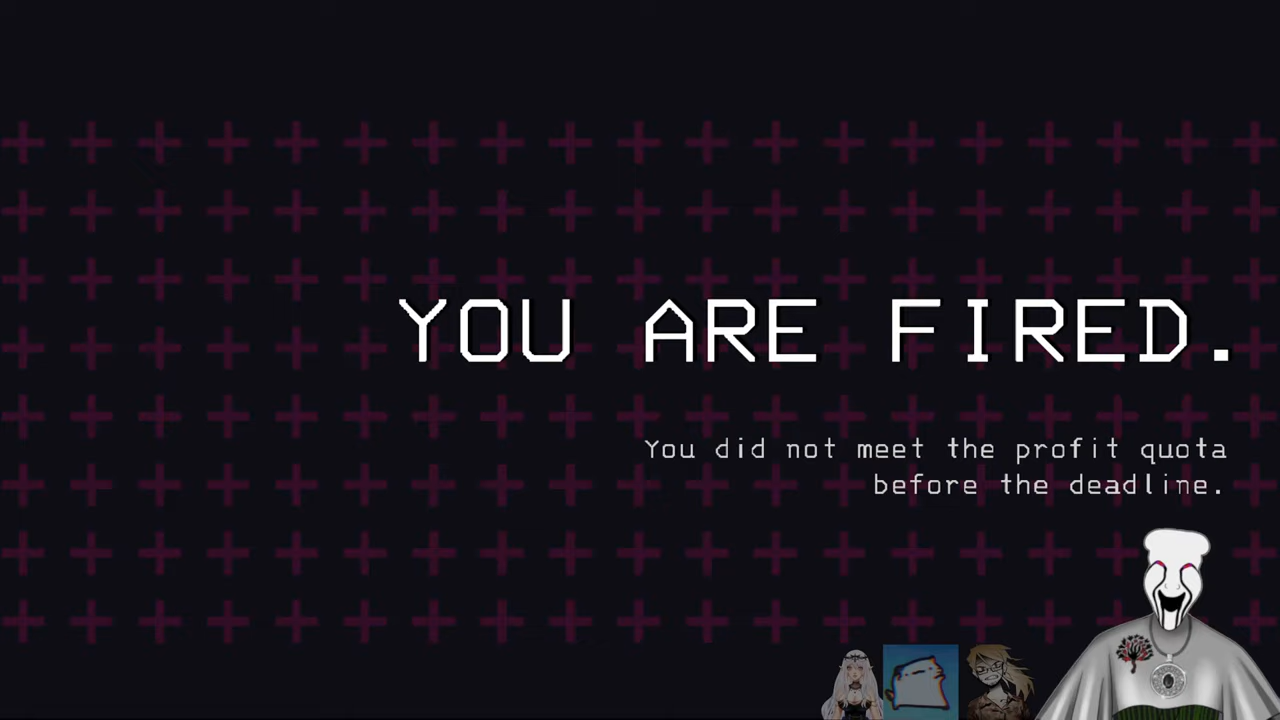 YOU ARE FIRED.
You did not meet the profit quota
before the deadline.